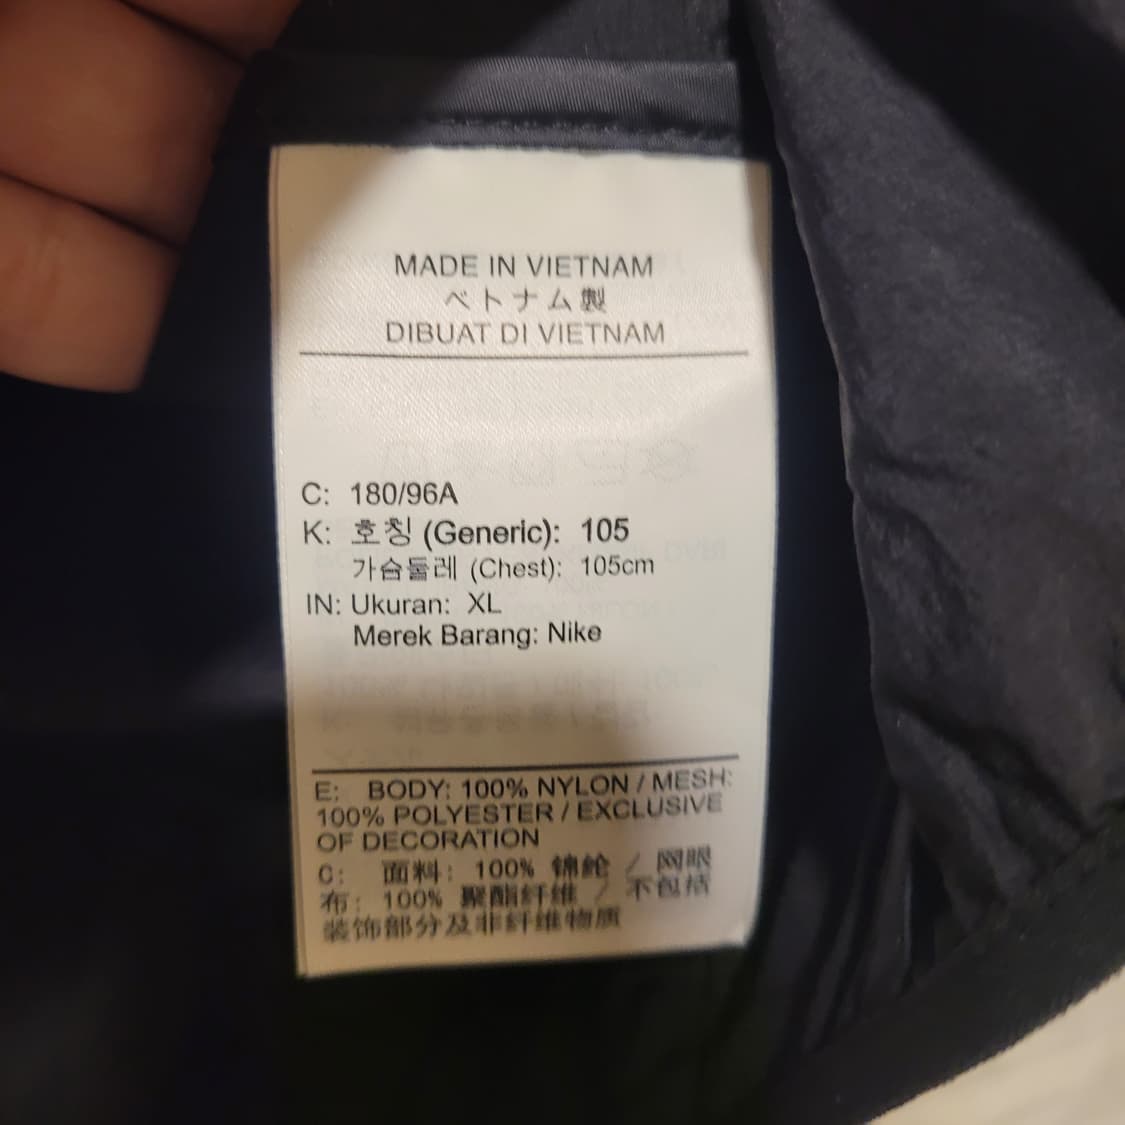 MADE IN VIETNAM
ベトナム製
DIBUAT DI VIETNAM
C: 180/96A
K: 호칭 (Generic): 105
가슴둘레 (Chest): 105cm
IN: Ukuran: XL
Merek Barang: Nike
E: BODY: 100% NYLON / MESH:
100% POLYESTER / EXCLUSIVE
OF DECORATION
C: 面料: 100% 锦纶 / 网眼
布: 100% 聚酯纤维 / 不包括
装饰部分及非纤维物质